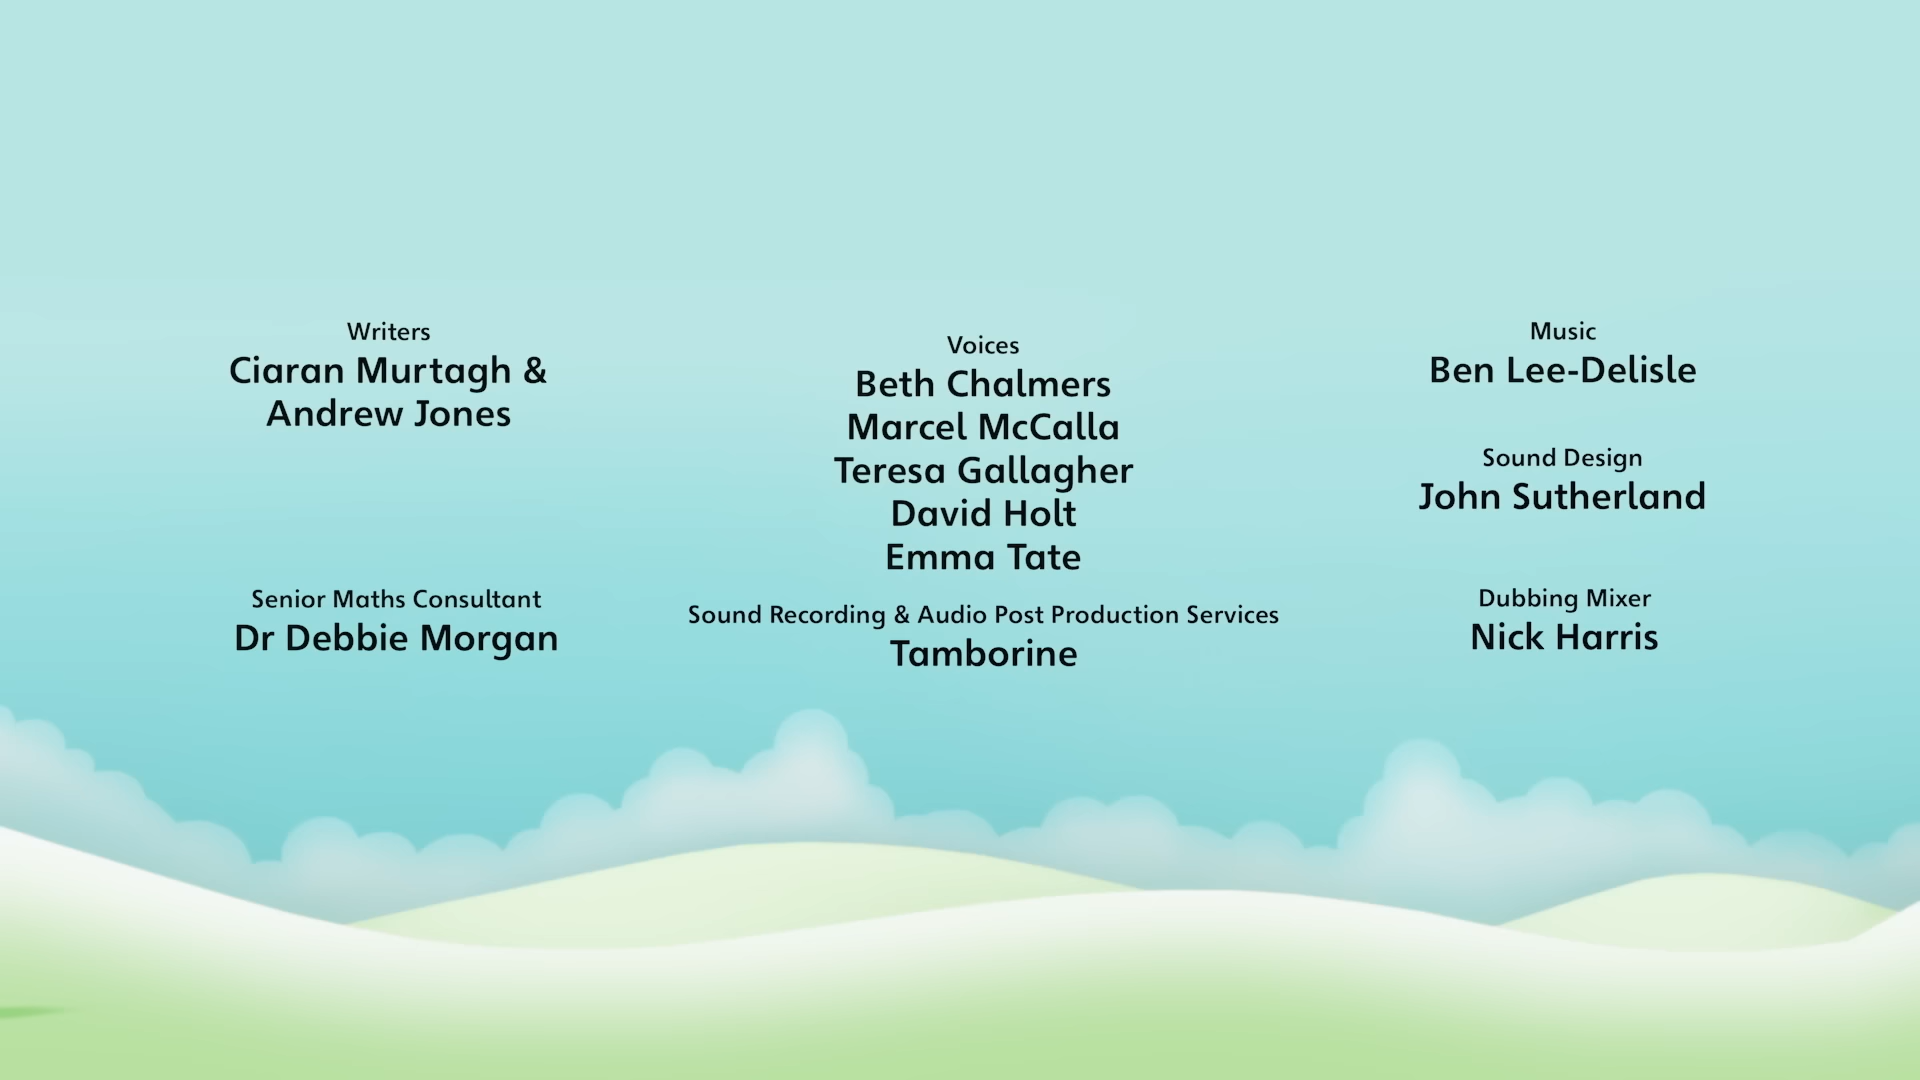 Writers
Ciaran Murtagh &
Andrew Jones
Senior Maths Consultant
Dr Debbie Morgan
Voices
Beth Chalmers
Marcel McCalla
Teresa Gallagher
David Holt
Emma Tate
Sound Recording & Audio Post Production Services
Tamborine
Music
Ben Lee-Delisle
Sound Design
John Sutherland
Dubbing Mixer
Nick Harris